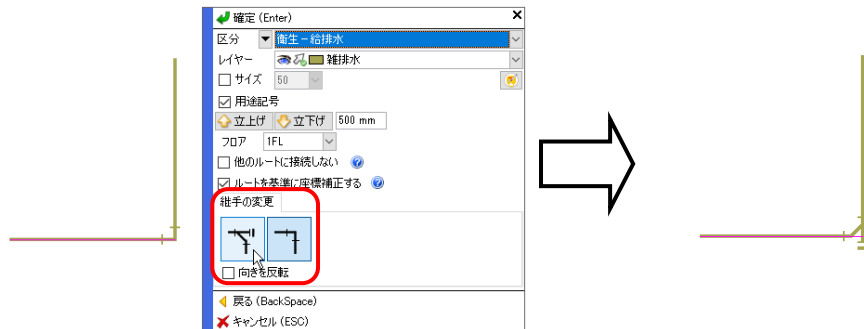 確定 (Enter)
区分 衛生－給排水
レイヤー 雑排水
サイズ 50
用途記号
立上げ 立下げ 500 mm
フロア 1FL
他のルートに接続しない
ルートを基準に座標補正する
継手の変更
向きを反転
戻る (BackSpace)
キャンセル (ESC)